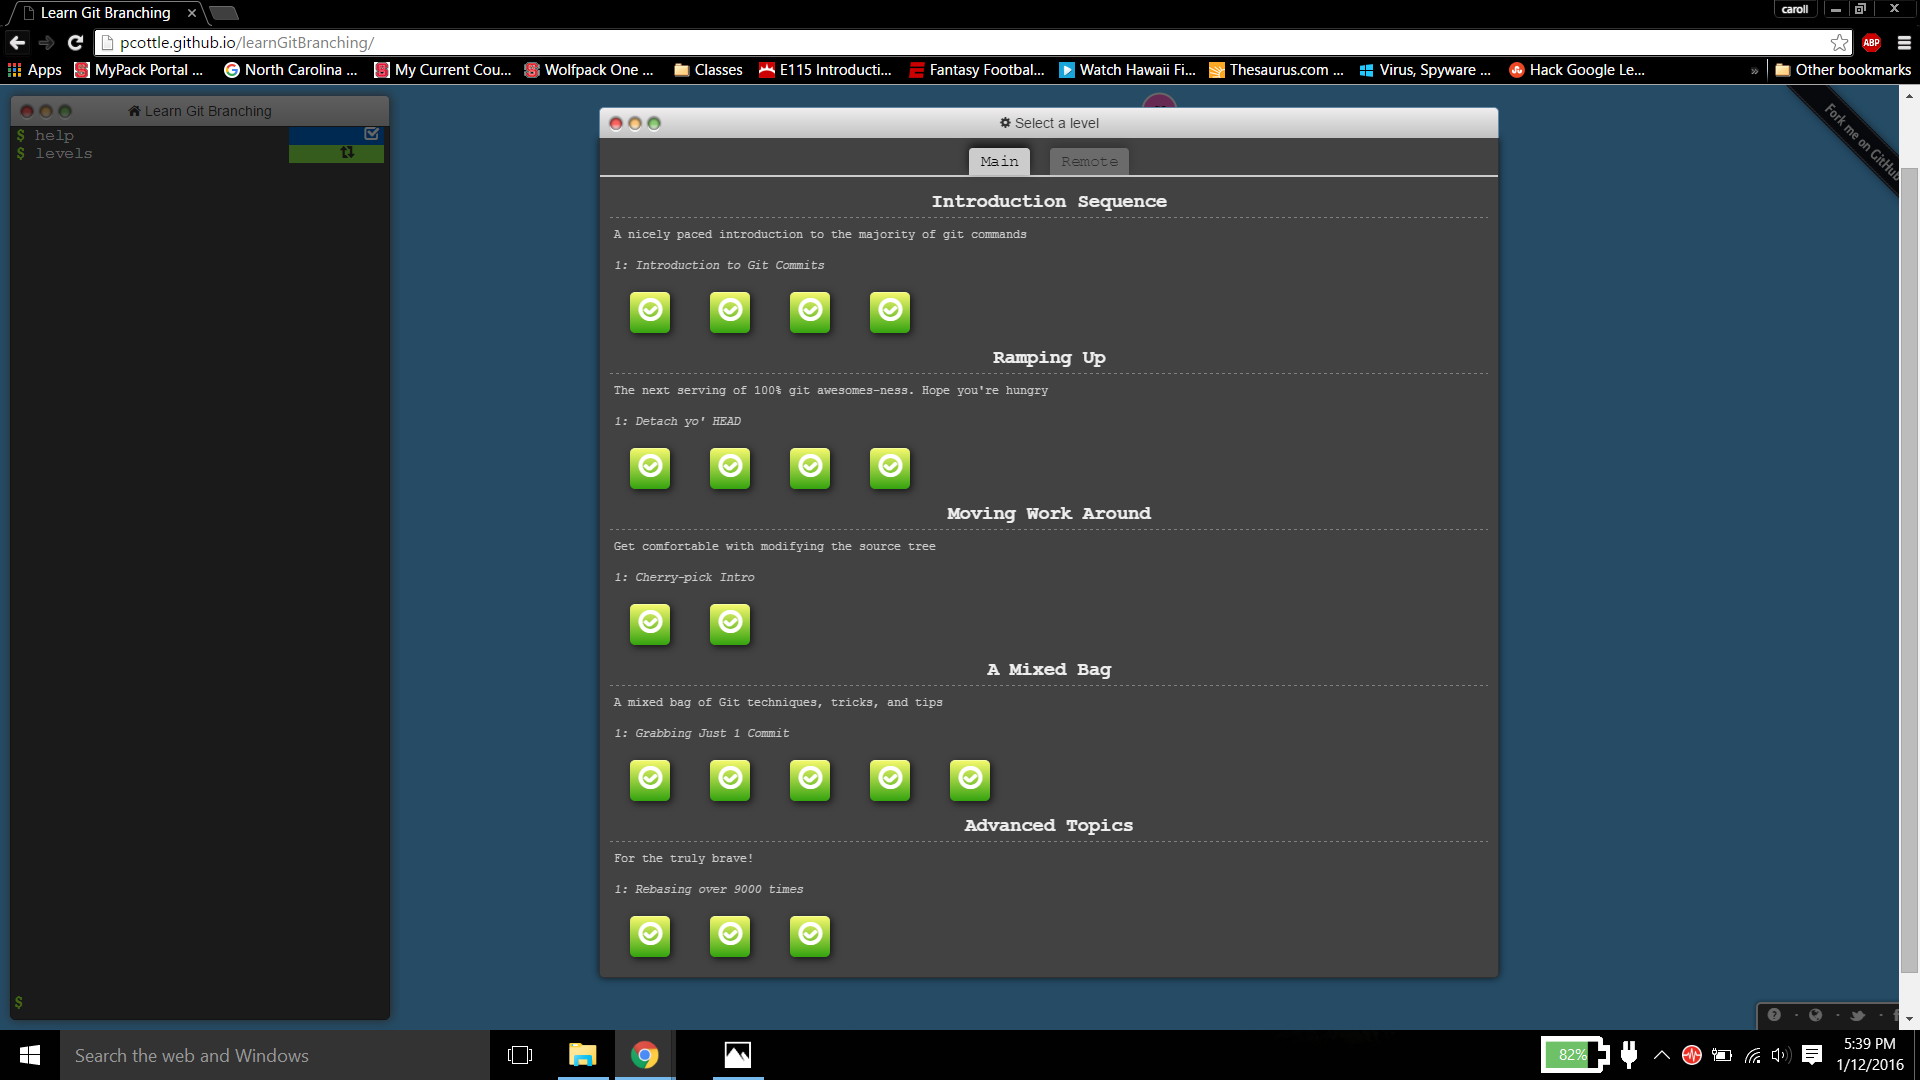 Learn Git Branching
caroll
pcottle.github.io/learnGitBranching/
ABP
Apps
MyPack Portal ...
North Carolina ...
My Current Cou...
Wolfpack One ...
Classes
E115 Introducti...
Fantasy Footbal...
Watch Hawaii Fi...
Thesaurus.com ...
Virus, Spyware ...
Hack Google Le...
»
Other bookmarks
Learn Git Branching
$ help
$ levels
$
Select a level
Fork me on GitHub
Main
Remote
Introduction Sequence
A nicely paced introduction to the majority of git commands
1: Introduction to Git Commits
Ramping Up
The next serving of 100% git awesomes-ness. Hope you're hungry
1: Detach yo' HEAD
Moving Work Around
Get comfortable with modifying the source tree
1: Cherry-pick Intro
A Mixed Bag
A mixed bag of Git techniques, tricks, and tips
1: Grabbing Just 1 Commit
Advanced Topics
For the truly brave!
1: Rebasing over 9000 times
Search the web and Windows
82%
5:39 PM
1/12/2016